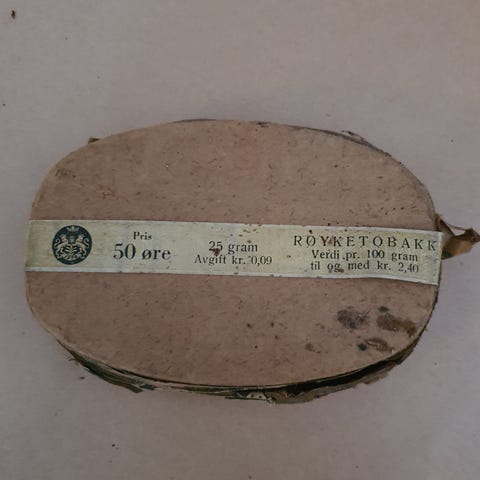 Pris
50 øre
25 gram
Avgift kr. 0,09
RØYKETOBAKK
Verdi pr. 100 gram
til og med kr. 2,40